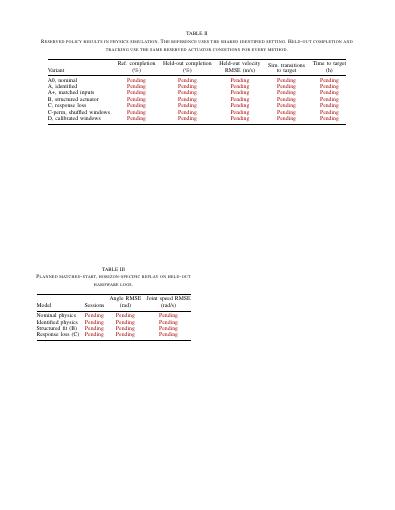 TABLE II
Reserved policy results in physics simulation. The reference uses the shared identified setting. Held-out completion and
tracking use the same reserved actuator conditions for every method.
Variant Ref. completion (%) Held-out completion (%) Held-out velocity RMSE (m/s) Sim. transitions to target Time to target (h)
A0, nominal Pending Pending Pending Pending Pending
A, identified Pending Pending Pending Pending Pending
A+, matched inputs Pending Pending Pending Pending Pending
B, structured actuator Pending Pending Pending Pending Pending
C, response loss Pending Pending Pending Pending Pending
C-perm, shuffled windows Pending Pending Pending Pending Pending
D, calibrated windows Pending Pending Pending Pending Pending
TABLE III
Planned matched-start, horizon-specific replay on held-out
hardware logs.
Model Sessions Angle RMSE (rad) Joint speed RMSE (rad/s)
Nominal physics Pending Pending Pending
Identified physics Pending Pending Pending
Structured fit (B) Pending Pending Pending
Response loss (C) Pending Pending Pending